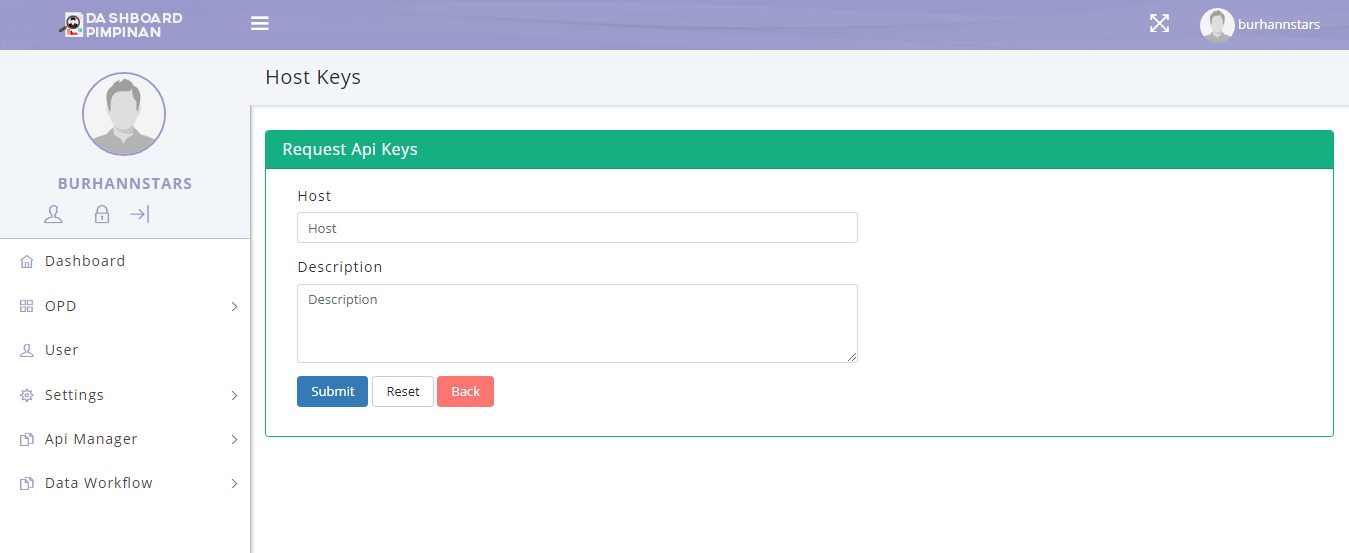 DASHBOARD
PIMPINAN
burhannstars
BURHANNSTARS
Dashboard
OPD
User
Settings
Api Manager
Data Workflow
Host Keys
Request Api Keys
Host
Host
Description
Description
Submit Reset Back